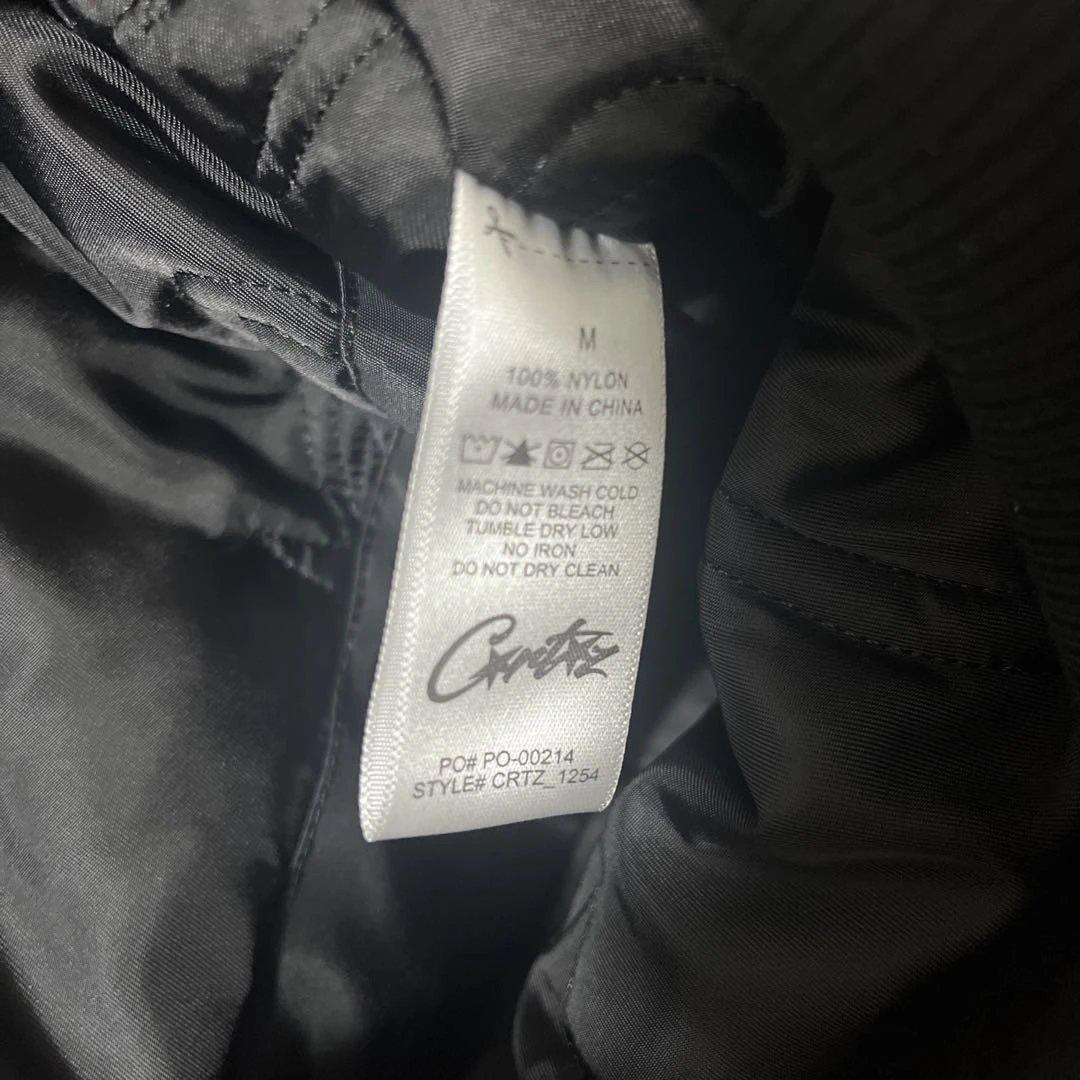 M
100% NYLON
MADE IN CHINA
MACHINE WASH COLD
DO NOT BLEACH
TUMBLE DRY LOW
NO IRON
DO NOT DRY CLEAN
Crtz
PO# PO-00214
STYLE# CRTZ_1254